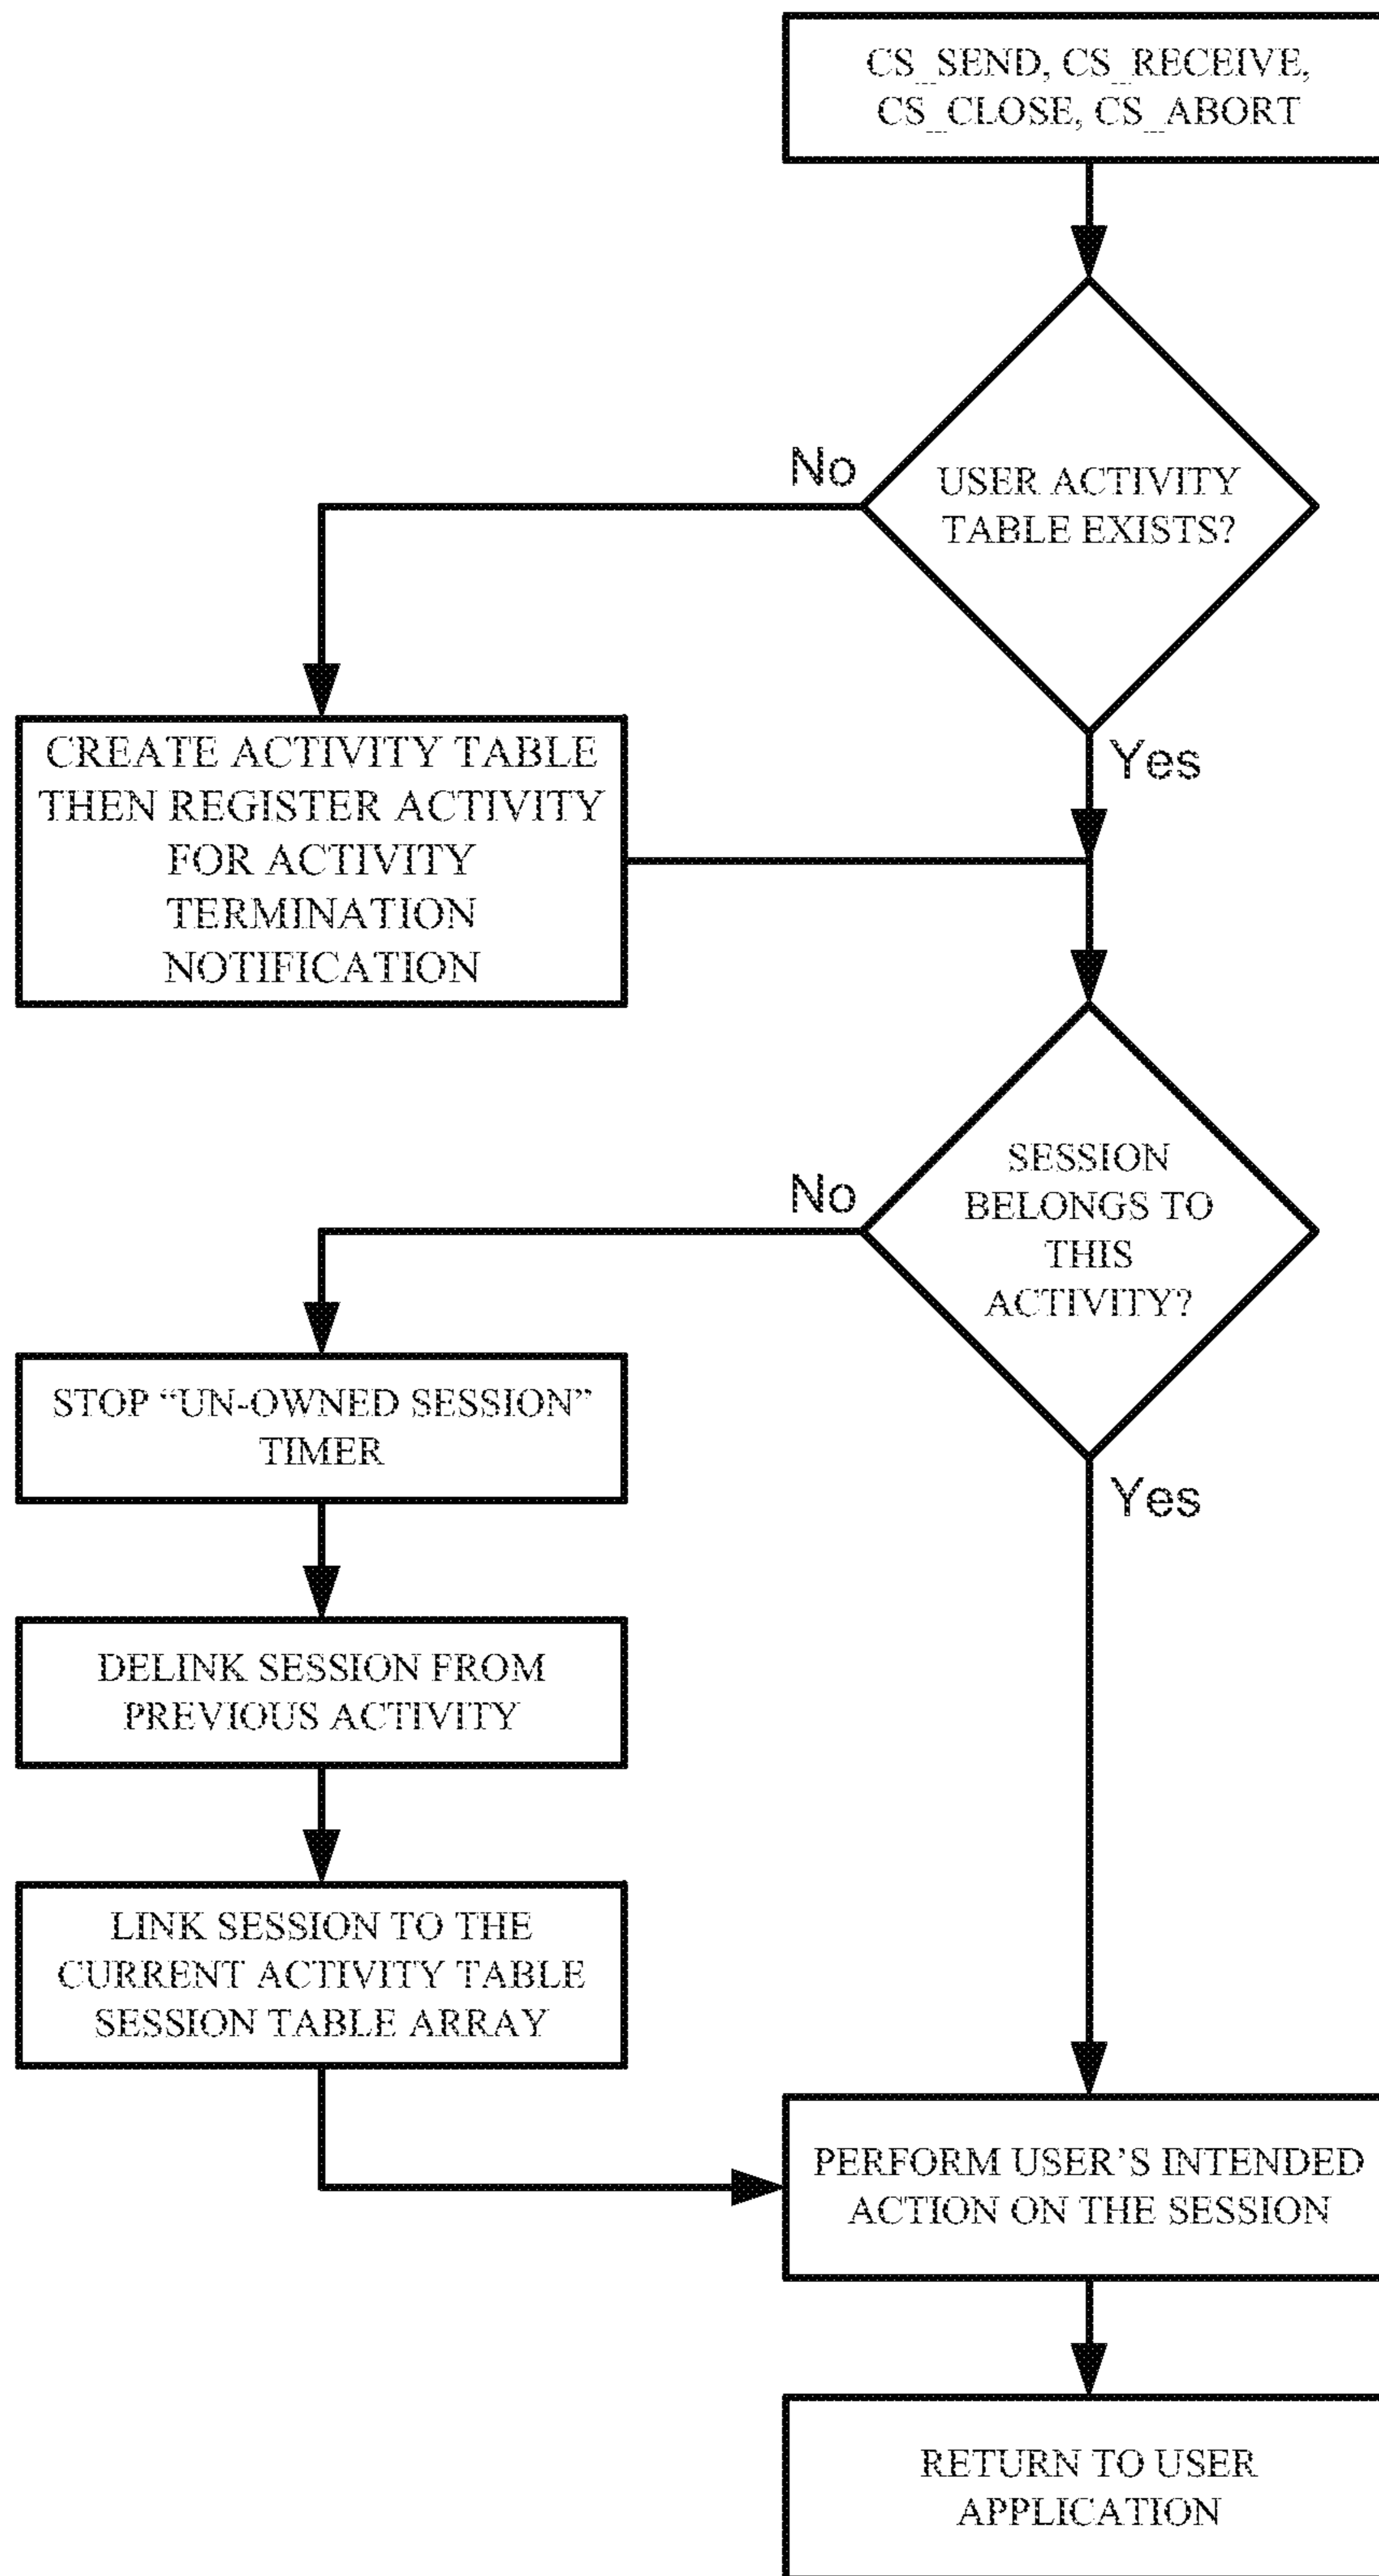 CS_SEND, CS_RECEIVE,
CS_CLOSE, CS_ABORT
No
USER ACTIVITY
TABLE EXISTS?
Yes
CREATE ACTIVITY TABLE
THEN REGISTER ACTIVITY
FOR ACTIVITY
TERMINATION
NOTIFICATION
No
SESSION
BELONGS TO
THIS
ACTIVITY?
Yes
STOP “UN-OWNED SESSION”
TIMER
DELINK SESSION FROM
PREVIOUS ACTIVITY
LINK SESSION TO THE
CURRENT ACTIVITY TABLE
SESSION TABLE ARRAY
PERFORM USER’S INTENDED
ACTION ON THE SESSION
RETURN TO USER
APPLICATION